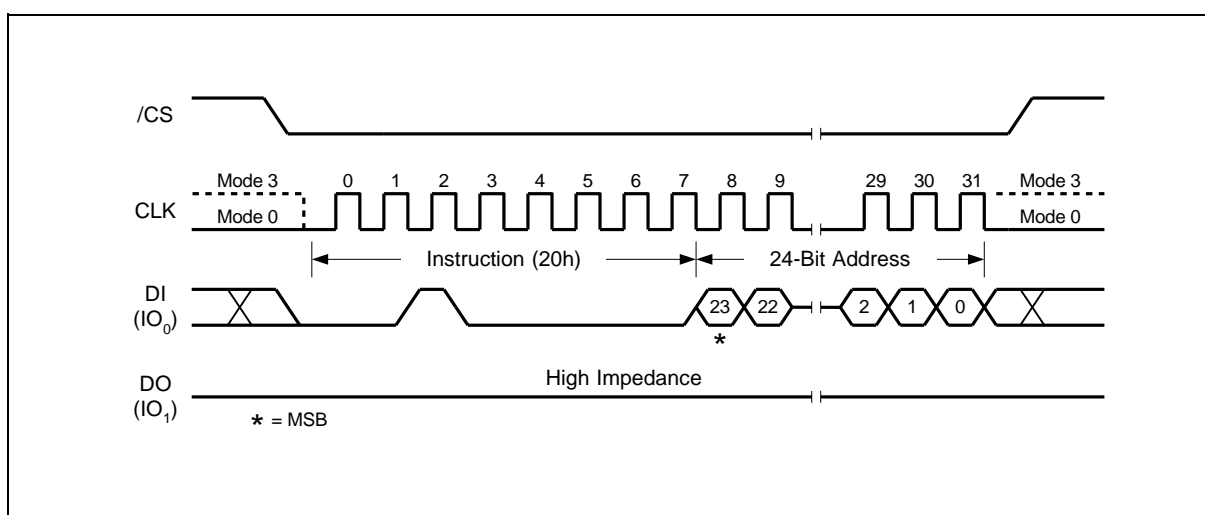 /CS
Mode 3
0 1 2 3 4 5 6 7 8 9 29 30 31
Mode 3
CLK
Mode 0
Mode 0
Instruction (20h)
24-Bit Address
DI
(IO₀)
23 22 2 1 0
*
High Impedance
DO
(IO₁)
* = MSB